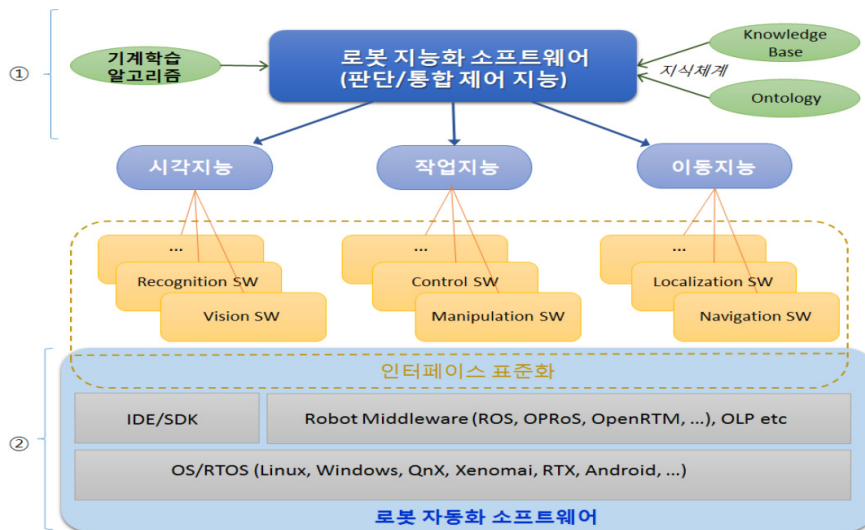 ①
기계학습
알고리즘
로봇 지능화 소프트웨어
(판단/통합 제어 지능)
Knowledge
Base
지식체계
Ontology
시각지능
작업지능
이동지능
...
Recognition SW
Vision SW
...
Control SW
Manipulation SW
...
Localization SW
Navigation SW
인터페이스 표준화
②
IDE/SDK
Robot Middleware (ROS, OPRoS, OpenRTM, ...), OLP etc
OS/RTOS (Linux, Windows, QnX, Xenomai, RTX, Android, ...)
로봇 자동화 소프트웨어